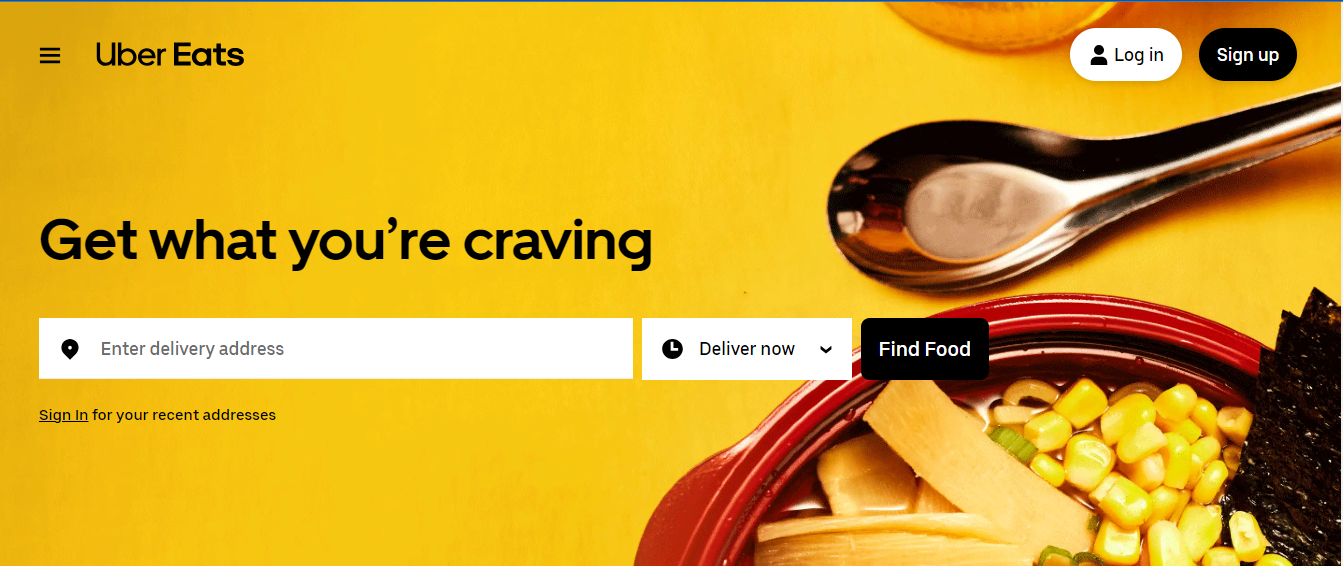 Uber Eats
Log in
Sign up
Get what you're craving
Enter delivery address
Deliver now
Find Food
Sign In for your recent addresses